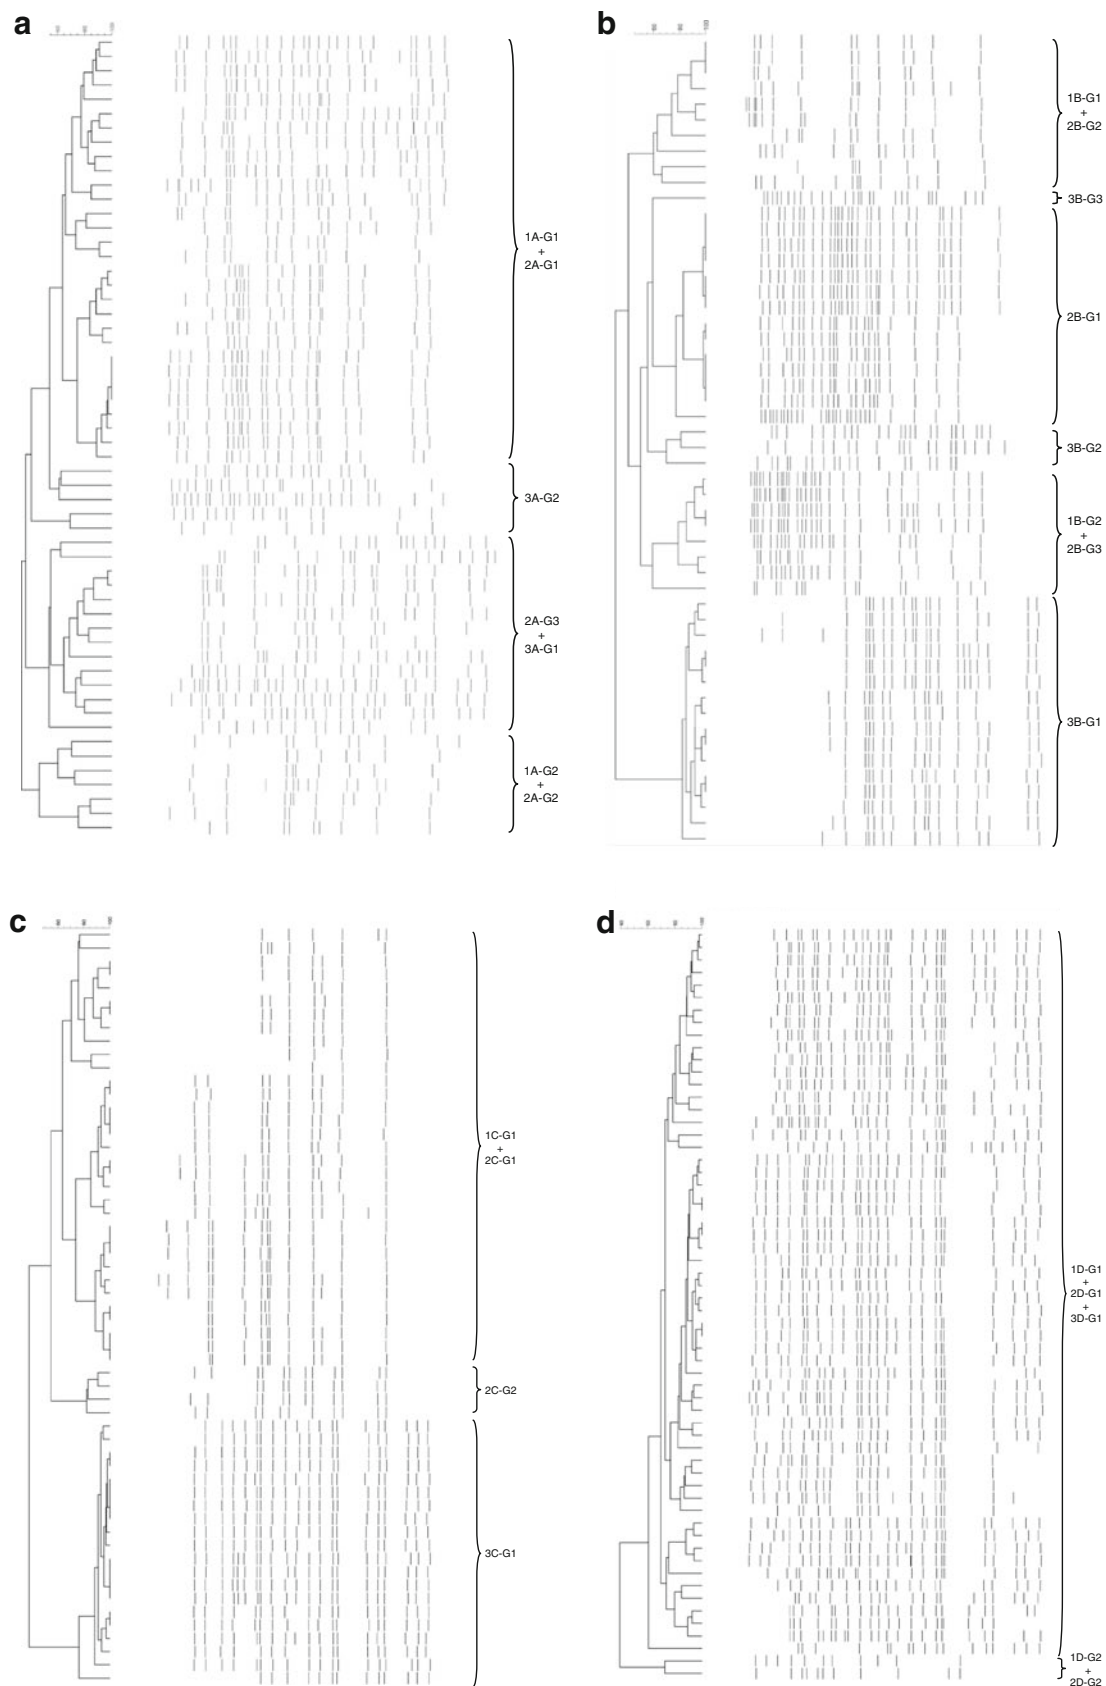 a
1A-G1
+
2A-G1
3A-G2
2A-G3
+
3A-G1
1A-G2
+
2A-G2
b
1B-G1
+
2B-G2
3B-G3
2B-G1
3B-G2
1B-G2
+
2B-G3
3B-G1
c
1C-G1
+
2C-G1
2C-G2
3C-G1
d
1D-G1
+
2D-G1
+
3D-G1
1D-G2
+
2D-G2